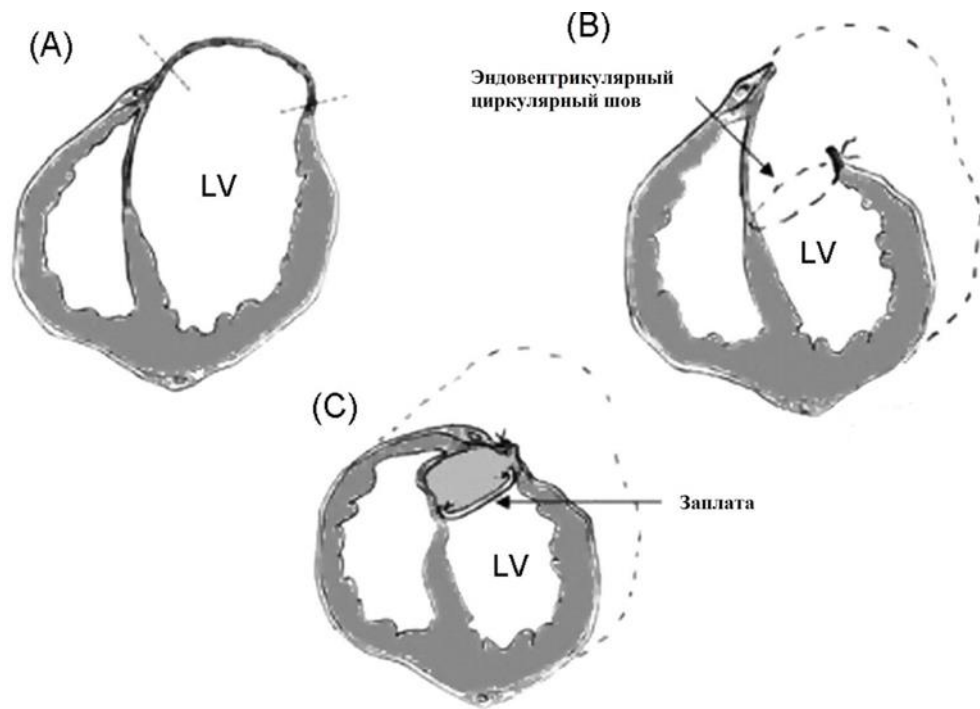 (A)
LV
(B)
Эндовентрикулярный
циркулярный шов
LV
(C)
Заплата
LV